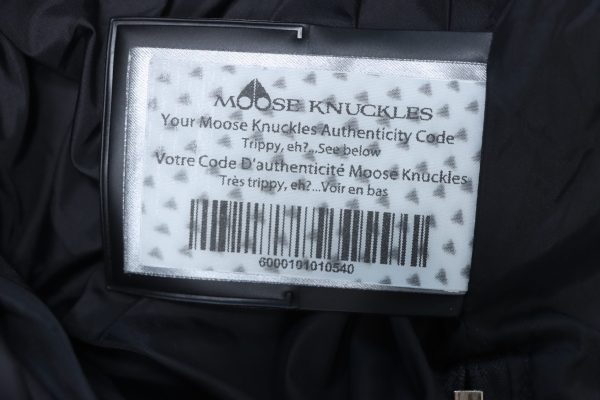 MOOSE KNUCKLES
Your Moose Knuckles Authenticity Code
Trippy, eh?...See below
Votre Code D'authenticité Moose Knuckles
Très trippy, eh?...Voir en bas
6000191010540